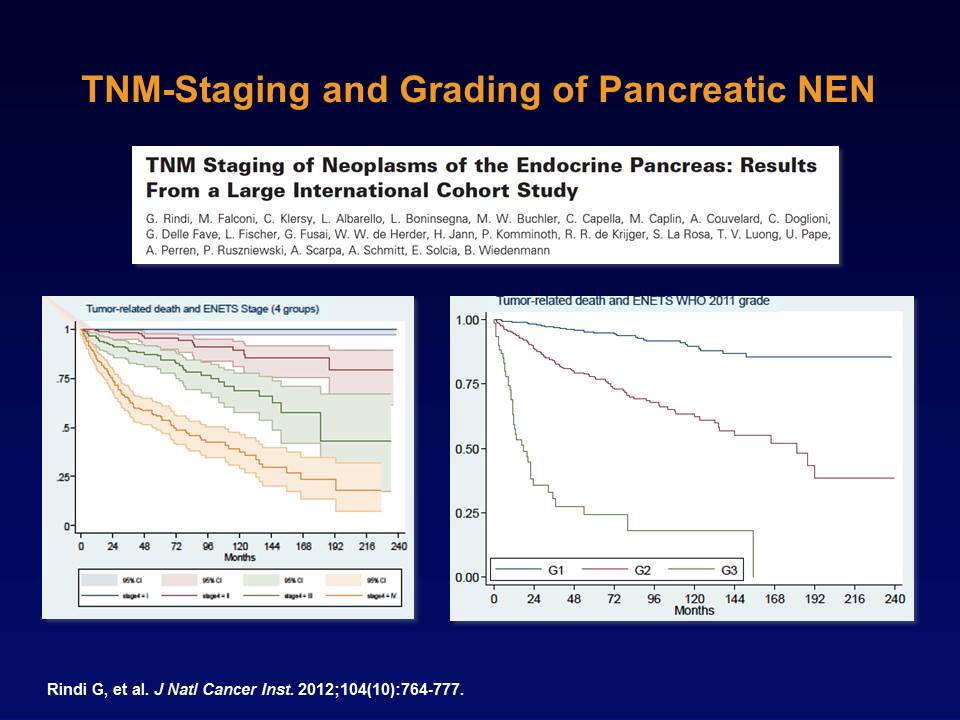 TNM-Staging and Grading of Pancreatic NEN
TNM Staging of Neoplasms of the Endocrine Pancreas: Results
From a Large International Cohort Study
G. Rindi, M. Falconi, C. Klersy, L. Albarello, L. Boninsegna, M. W. Buchler, C. Capella, M. Caplin, A. Couvelard, C. Doglioni,
G. Delle Fave, L. Fischer, G. Fusai, W. W. de Herder, H. Jann, P. Komminoth, R. R. de Krijger, S. La Rosa, T. V. Luong, U. Pape,
A. Perren, P. Ruszniewski, A. Scarpa, A. Schmitt, E. Solcia, B. Wiedenmann
Tumor-related death and ENETS Stage (4 groups)
1
.75
.5
.25
0
0 24 48 72 96 120 144 168 192 216 240
Months
95% CI 95% CI 95% CI 95% CI
stage4 = I stage4 = II stage4 = III stage4 = IV
Tumor-related death and ENETS WHO 2011 grade
1.00
0.75
0.50
0.25
0.00
G1 G2 G3
0 24 48 72 96 120 144 168 192 216 240
Months
Rindi G, et al. J Natl Cancer Inst. 2012;104(10):764-777.